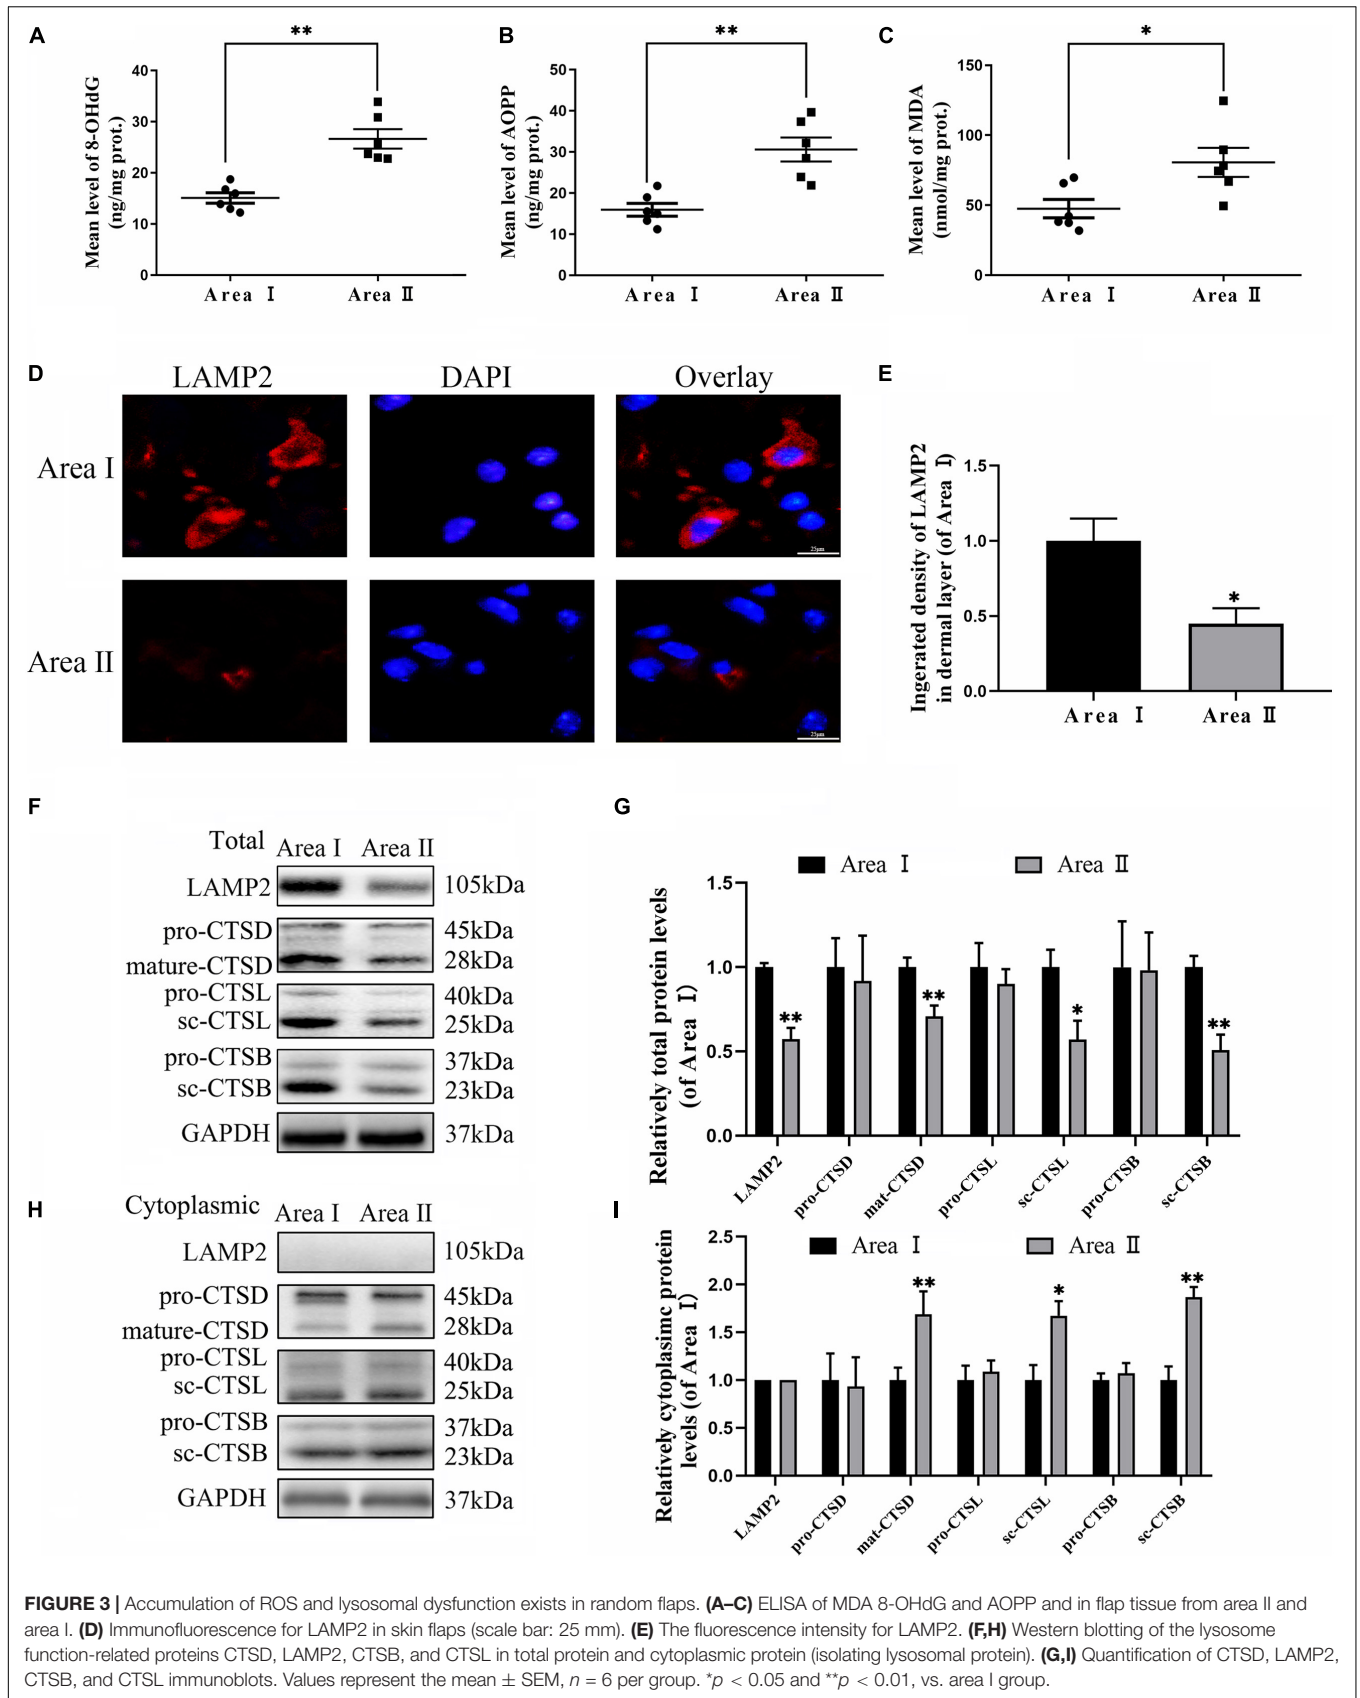 A
**
Mean level of 8-OHdG
(ng/mg prot.)
40
30
20
10
0
Area Ⅰ
Area Ⅱ
B
**
Mean level of AOPP
(ng/mg prot.)
50
40
30
20
10
0
Area Ⅰ
Area Ⅱ
C
*
Mean level of MDA
(nmol/mg prot.)
150
100
50
0
Area Ⅰ
Area Ⅱ
D
LAMP2
DAPI
Overlay
Area I
25μm
Area II
25μm
E
Ingerated density of LAMP2
in dermal layer (of Area Ⅰ)
1.5
1.0
0.5
0.0
*
Area Ⅰ
Area Ⅱ
F
Total
Area I
Area II
LAMP2
105kDa
pro-CTSD
45kDa
mature-CTSD
28kDa
pro-CTSL
40kDa
sc-CTSL
25kDa
pro-CTSB
37kDa
sc-CTSB
23kDa
GAPDH
37kDa
G
Area Ⅰ
Area Ⅱ
Relatively total protein levels
(of Area Ⅰ)
1.5
1.0
0.5
0.0
**
**
*
**
LAMP2
pro-CTSD
mat-CTSD
pro-CTSL
sc-CTSL
pro-CTSB
sc-CTSB
H
Cytoplasmic
Area I
Area II
LAMP2
105kDa
pro-CTSD
45kDa
mature-CTSD
28kDa
pro-CTSL
40kDa
sc-CTSL
25kDa
pro-CTSB
37kDa
sc-CTSB
23kDa
GAPDH
37kDa
I
Area Ⅰ
Area Ⅱ
Relatively cytoplasimc protein
levels (of Area Ⅰ)
2.5
2.0
1.5
1.0
0.5
0.0
**
*
**
LAMP2
pro-CTSD
mat-CTSD
pro-CTSL
sc-CTSL
pro-CTSB
sc-CTSB
FIGURE 3 | Accumulation of ROS and lysosomal dysfunction exists in random flaps. (A–C) ELISA of MDA 8-OHdG and AOPP and in flap tissue from area II and
area I. (D) Immunofluorescence for LAMP2 in skin flaps (scale bar: 25 mm). (E) The fluorescence intensity for LAMP2. (F,H) Western blotting of the lysosome
function-related proteins CTSD, LAMP2, CTSB, and CTSL in total protein and cytoplasmic protein (isolating lysosomal protein). (G,I) Quantification of CTSD, LAMP2,
CTSB, and CTSL immunoblots. Values represent the mean ± SEM, n = 6 per group. *p < 0.05 and **p < 0.01, vs. area I group.